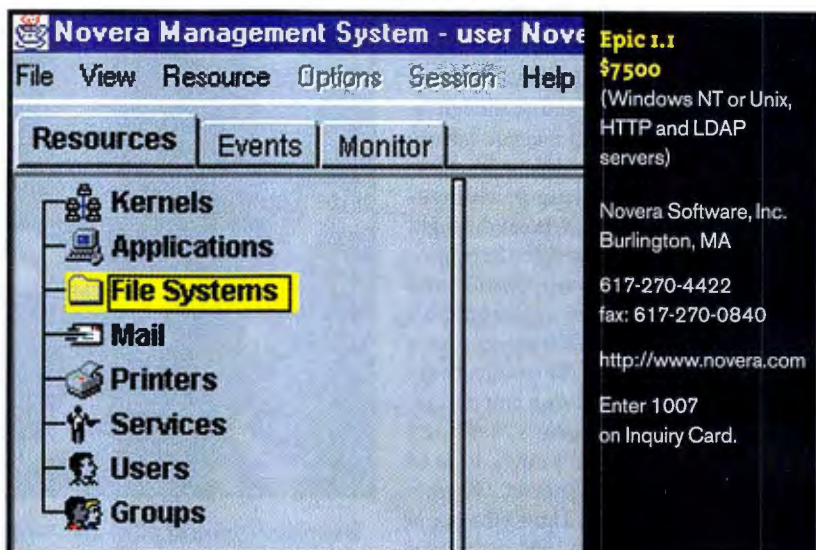 Novera Management System - user Nove
File View Resource Options Session Help
Resources Events Monitor
Kernels
Applications
File Systems
Mail
Printers
Services
Users
Groups
Epic 1.1
$7500
(Windows NT or Unix,
HTTP and LDAP
servers)
Novera Software, Inc.
Burlington, MA
617-270-4422
fax: 617-270-0840
http://www.novera.com
Enter 1007
on Inquiry Card.